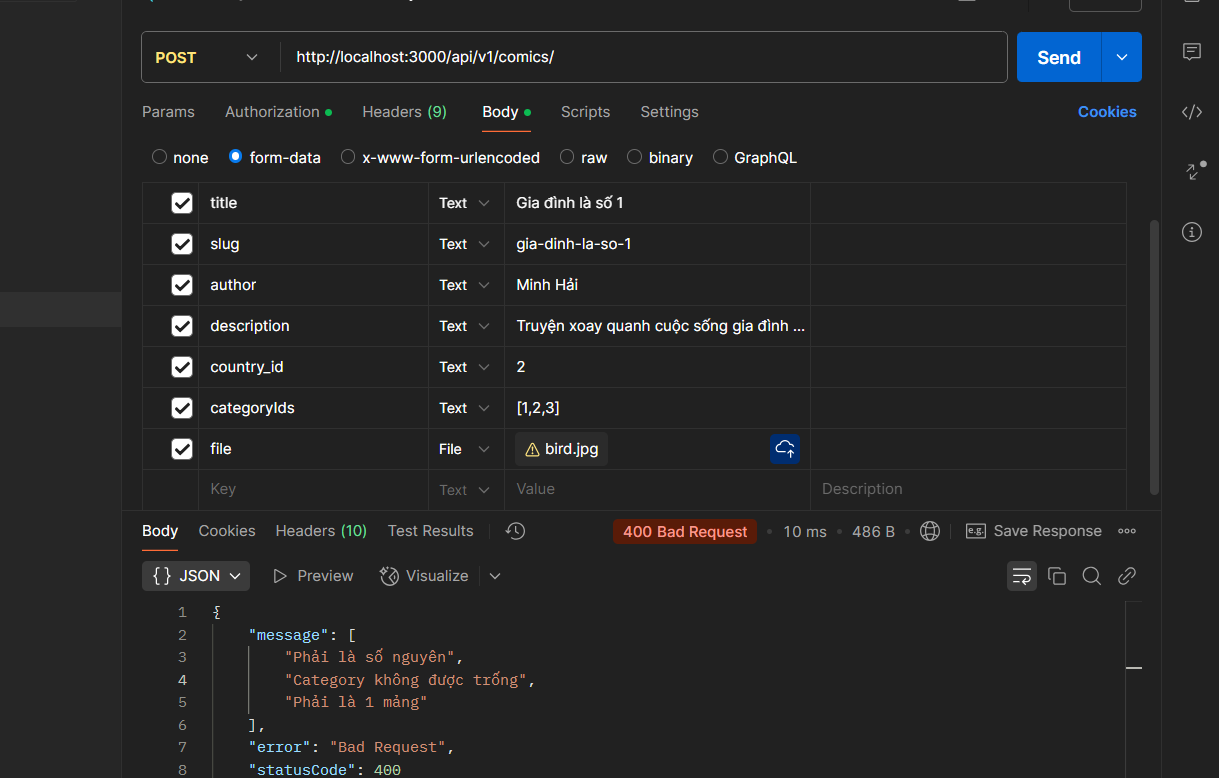 POST http://localhost:3000/api/v1/comics/ Send
Params Authorization Headers (9) Body Scripts Settings Cookies
none form-data x-www-form-urlencoded raw binary GraphQL
title Text Gia đình là số 1
slug Text gia-dinh-la-so-1
author Text Minh Hải
description Text Truyện xoay quanh cuộc sống gia đình ...
country_id Text 2
categoryIds Text [1,2,3]
file File bird.jpg
Key Text Value Description
Body Cookies Headers (10) Test Results 400 Bad Request • 10 ms • 486 B • e.g. Save Response
{} JSON Preview Visualize
1 {
2 "message": [
3 "Phải là số nguyên",
4 "Category không được trống",
5 "Phải là 1 mảng"
6 ],
7 "error": "Bad Request",
8 "statusCode": 400